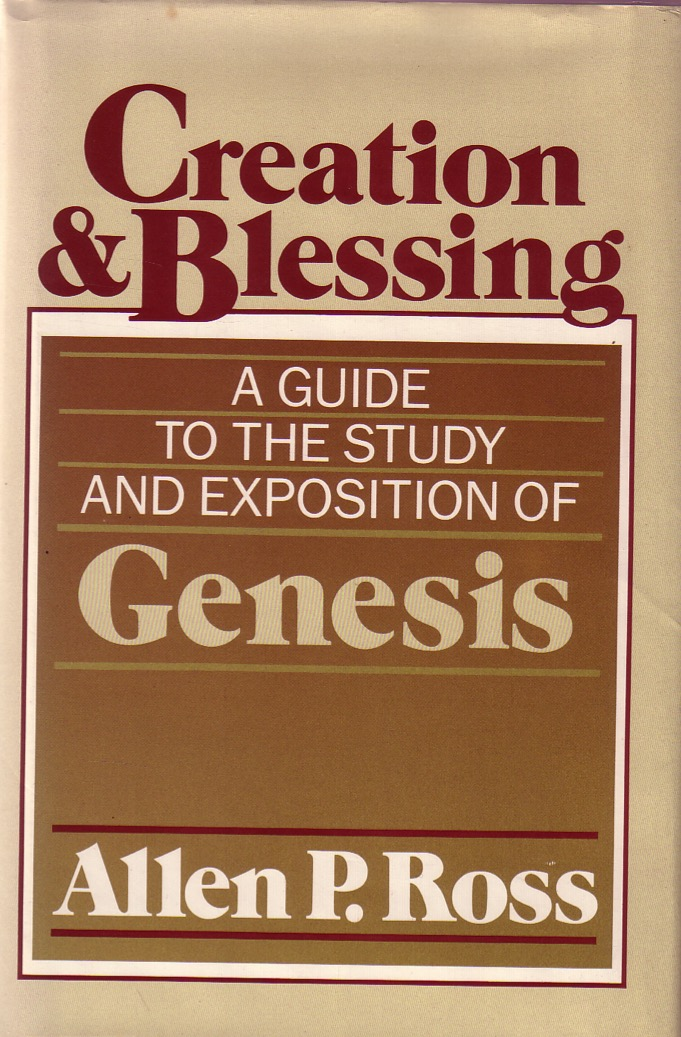 Creation
& Blessing
A GUIDE
TO THE STUDY
AND EXPOSITION OF
Genesis
Allen P. Ross